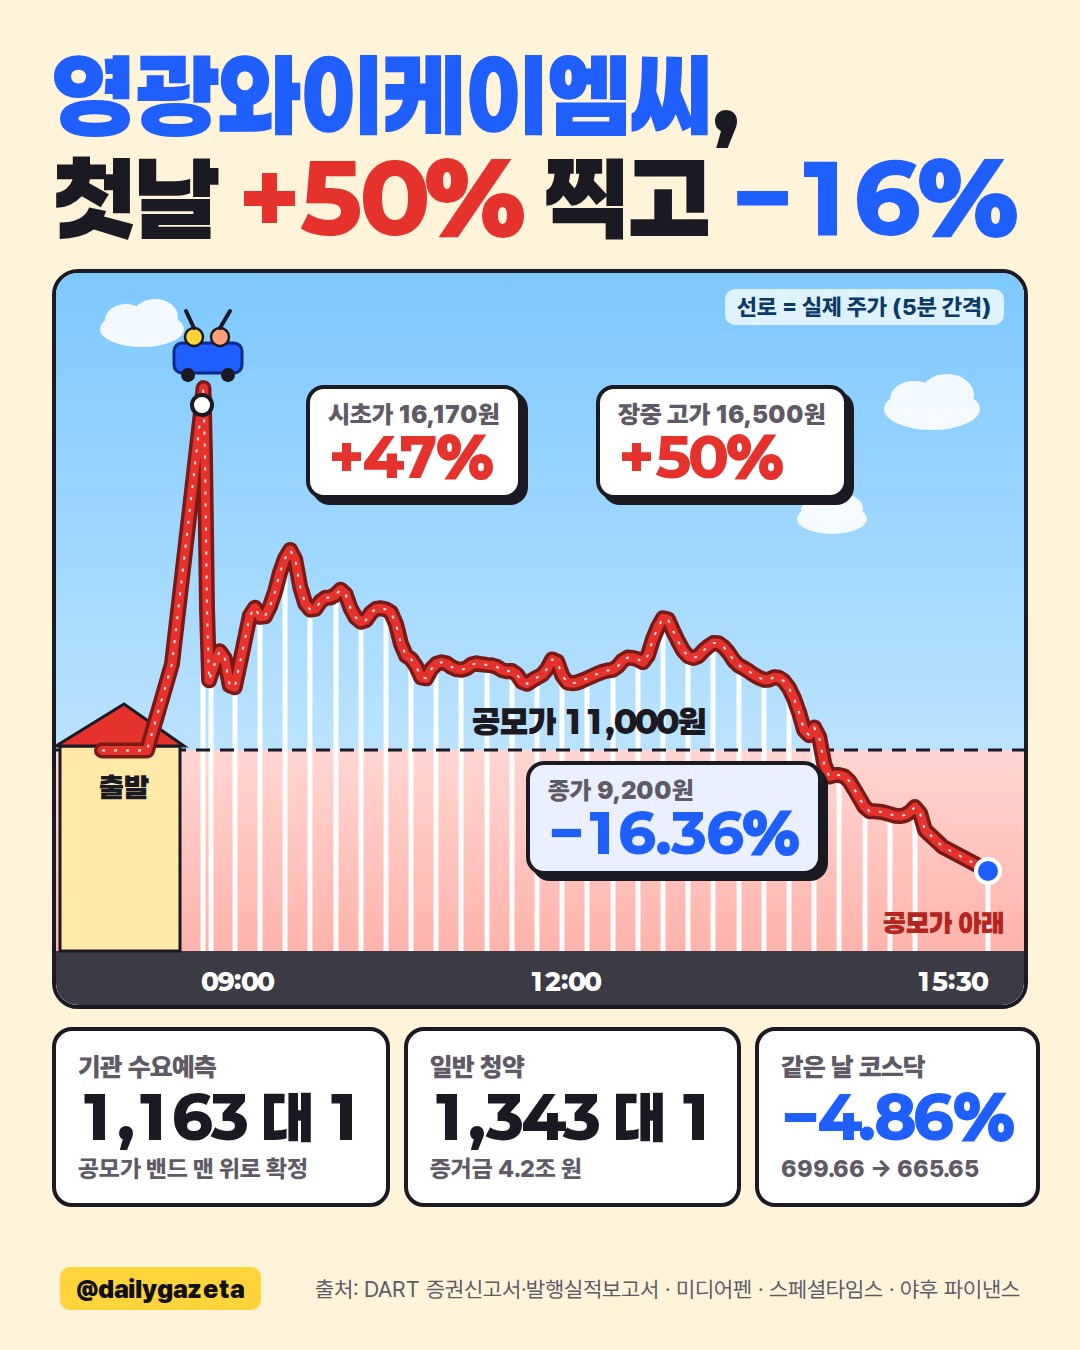 영광와이케이엠씨,
첫날 +50% 찍고 −16%
선로 = 실제 주가 (5분 간격)
시초가 16,170원
+47%
장중 고가 16,500원
+50%
공모가 11,000원
출발
종가 9,200원
−16.36%
공모가 아래
09:00
12:00
15:30
기관 수요예측
1,163 대 1
공모가 밴드 맨 위로 확정
일반 청약
1,343 대 1
증거금 4.2조 원
같은 날 코스닥
−4.86%
699.66 → 665.65
@dailygazeta
출처: DART 증권신고서·발행실적보고서 · 미디어펜 · 스페셜타임스 · 야후 파이낸스